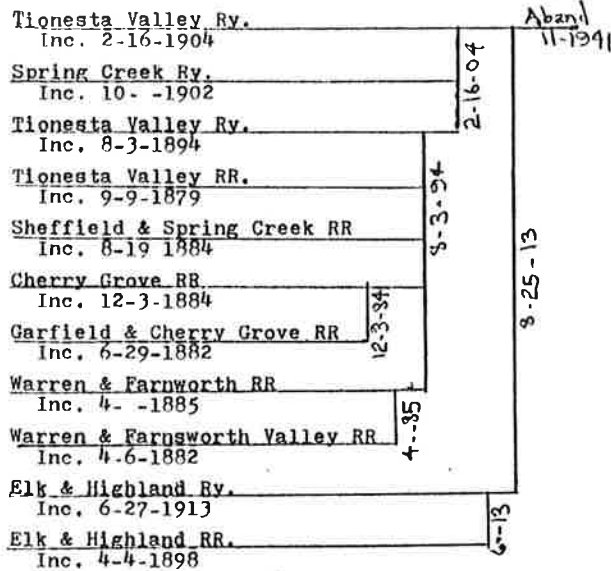 Tionesta Valley Ry.
Inc. 2-16-1904
Aband
11-1941
Spring Creek Ry.
Inc. 10- -1902
2-16-04
Tionesta Valley Ry.
Inc. 8-3-1894
Tionesta Valley RR.
Inc. 9-9-1879
8-3-94
Sheffield & Spring Creek RR
Inc. 8-19 1884
8-25-13
Cherry Grove RR
Inc. 12-3-1884
12-3-84
Garfield & Cherry Grove RR
Inc. 6-29-1882
Warren & Farnworth RR
Inc. 4- -1885
4--85
Warren & Farnsworth Valley RR
Inc. 4-6-1882
Elk & Highland Ry.
Inc. 6-27-1913
6--13
Elk & Highland RR.
Inc. 4-4-1898